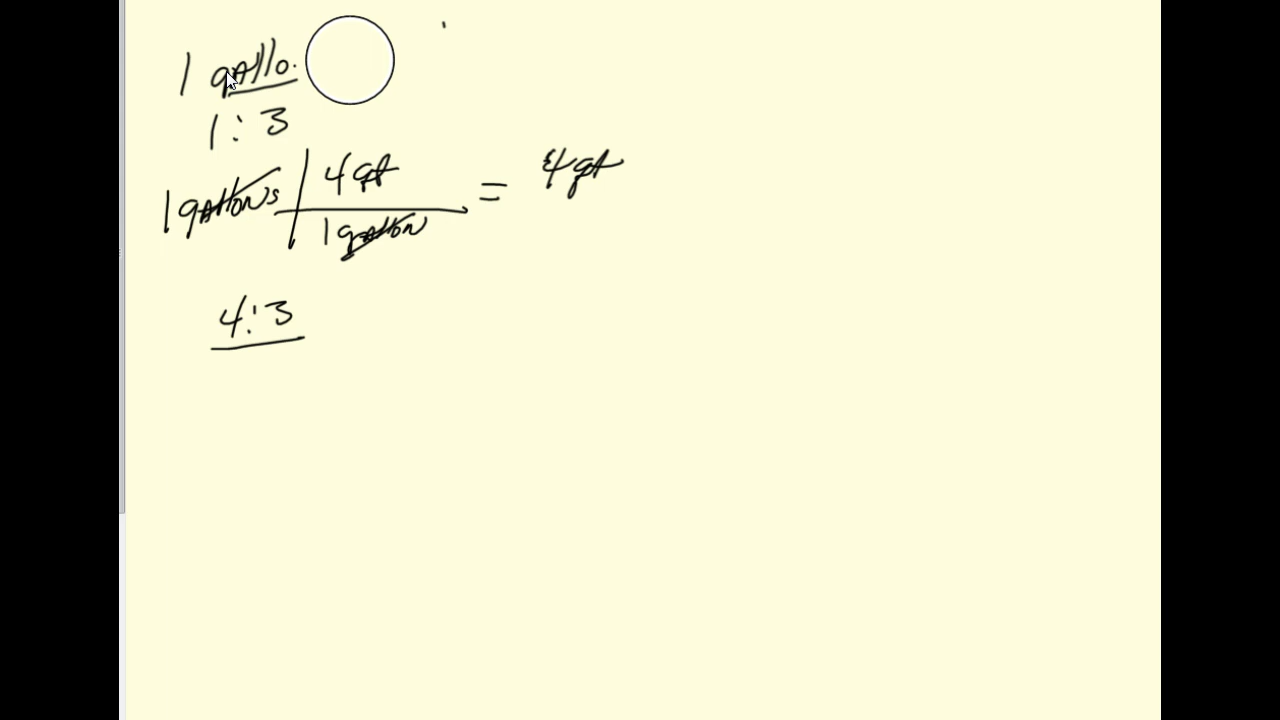 1 gallo.
1:3
1 gallons | 4 qt = 4 qt
1 gallon
4:3